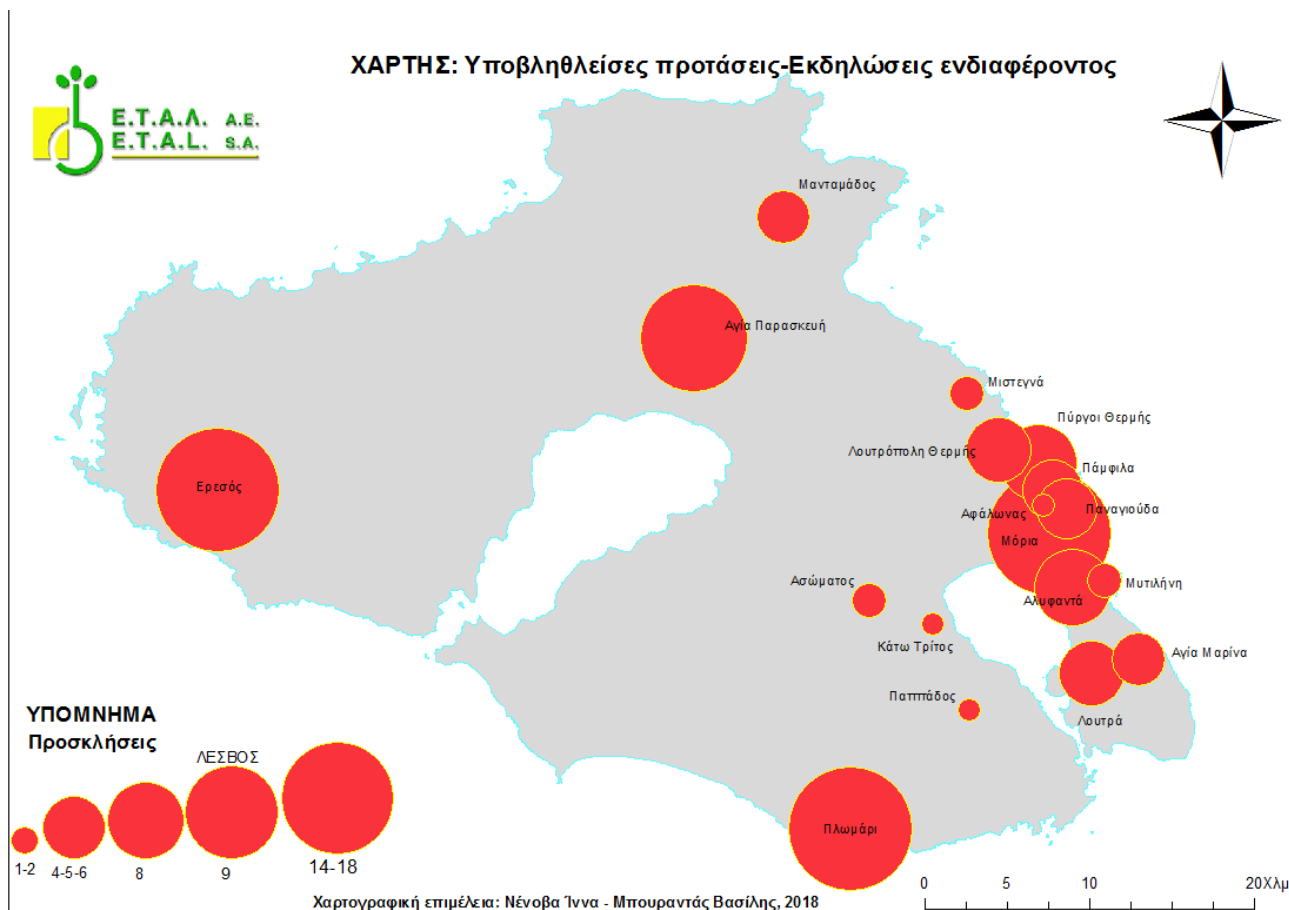 ΧΑΡΤΗΣ: Υποβληθλείσες προτάσεις-Εκδηλώσεις ενδιαφέροντος
Ε.Τ.Α.Λ. Α.Ε.
E.T.A.L. S.A.
Μανταμάδος
Αγία Παρασκευή
Μιστεγνά
Πύργοι Θερμής
Λουτρόπολη Θερμής
Πάμφιλα
Ερεσός
Παναγιούδα
Αφάλωνας
Μόρια
Ασώματος
Μυτιλήνη
Αλυφαντά
Κάτω Τρίτος
Αγία Μαρίνα
Παππάδος
Λουτρά
Πλωμάρι
ΥΠΟΜΝΗΜΑ
Προσκλήσεις
ΛΕΣΒΟΣ
1-2 4-5-6 8 9 14-18
0 5 10 20Χλμ
Χαρτογραφική επιμέλεια: Νένοβα Ίννα - Μπουραντάς Βασίλης, 2018